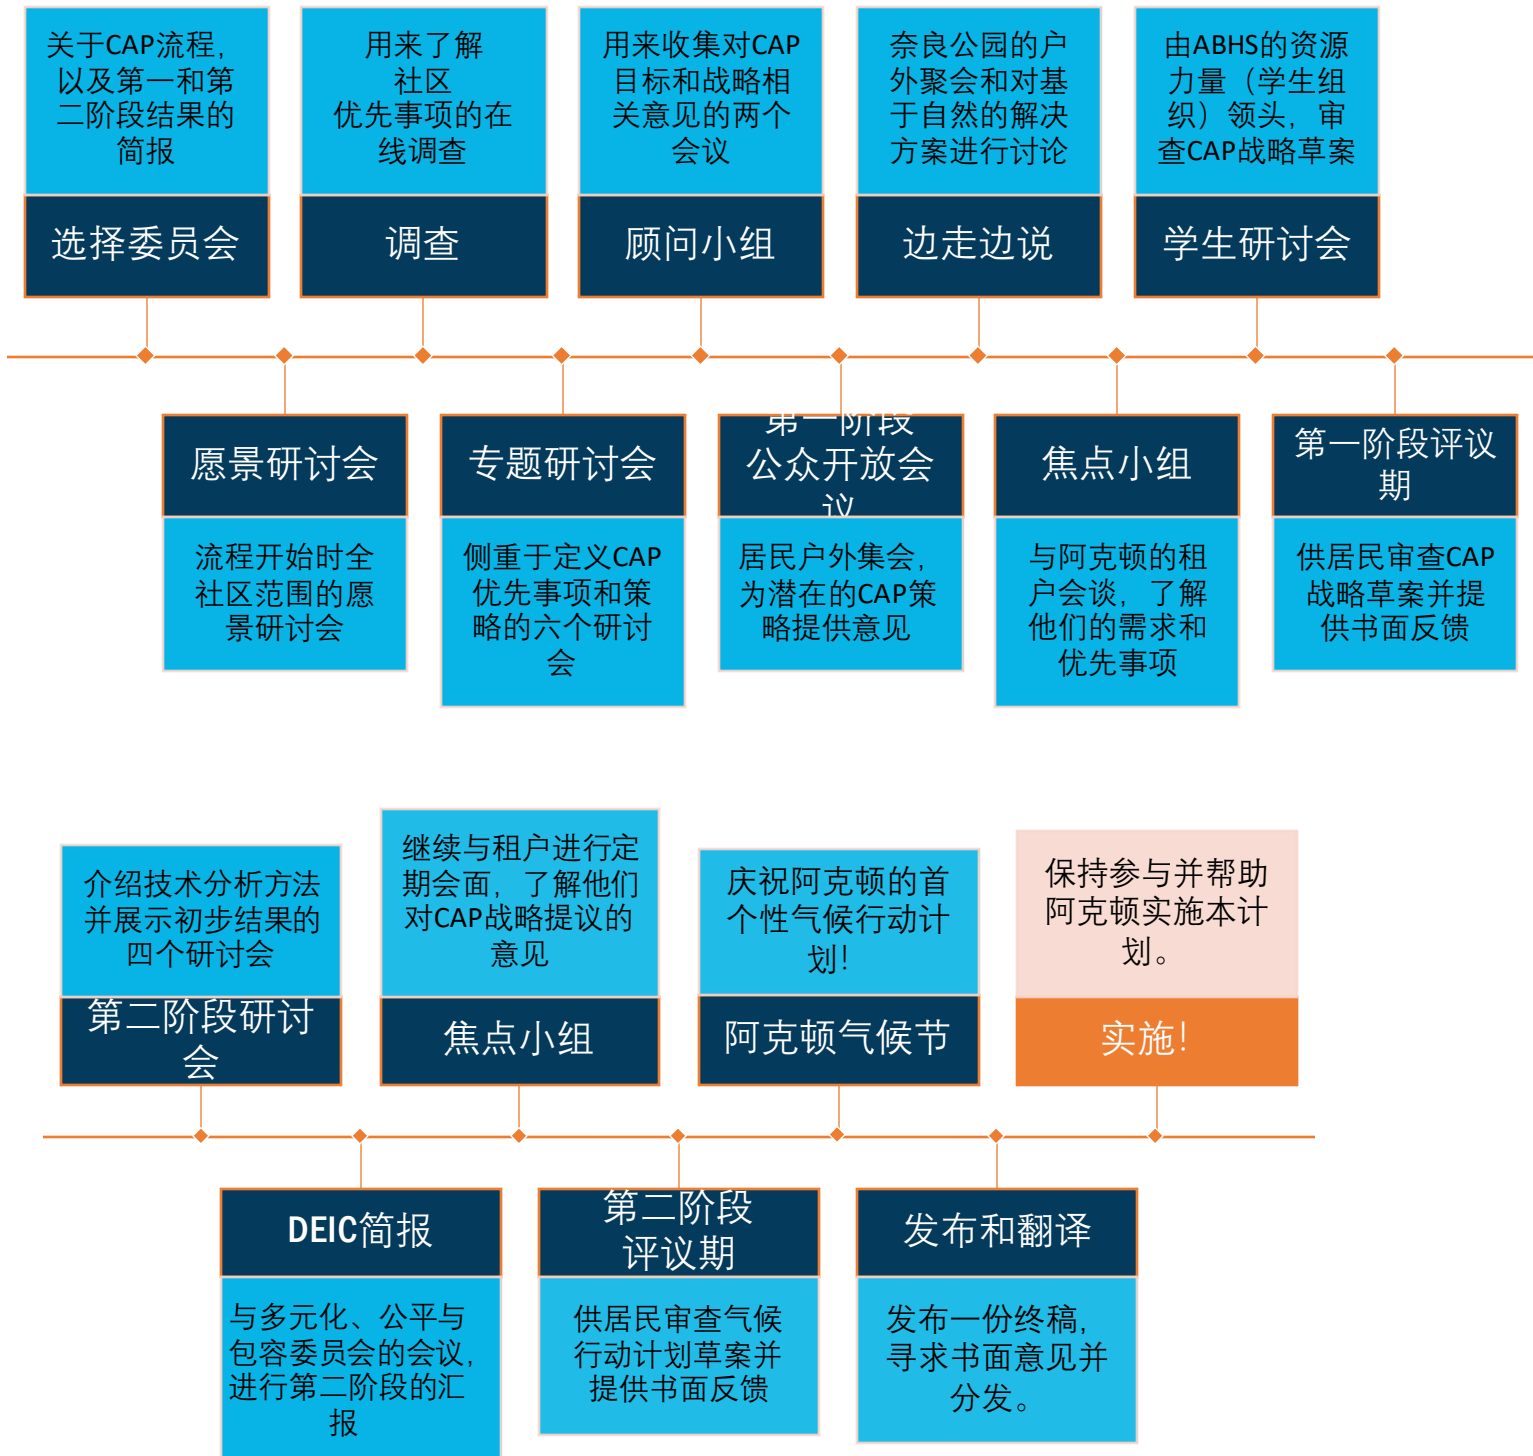 关于CAP流程，
以及第一和第
二阶段结果的
简报
选择委员会
用来了解
社区
优先事项的在
线调查
调查
用来收集对CAP
目标和战略相
关意见的两个
会议
顾问小组
奈良公园的户
外聚会和对基
于自然的解决
方案进行讨论
边走边说
由ABHS的资源
力量（学生组
织）领头，审
查CAP战略草案
学生研讨会
愿景研讨会
流程开始时全
社区范围的愿
景研讨会
专题研讨会
侧重于定义CAP
优先事项和策
略的六个研讨
会
第一阶段
公众开放会
议
居民户外集会，
为潜在的CAP策
略提供意见
焦点小组
与阿克顿的租
户会谈，了解
他们的需求和
优先事项
第一阶段评议
期
供居民审查CAP
战略草案并提
供书面反馈
介绍技术分析方法
并展示初步结果的
四个研讨会
第二阶段研讨
会
继续与租户进行定
期会面，了解他们
对CAP战略提议的
意见
焦点小组
庆祝阿克顿的首
个性气候行动计
划！
阿克顿气候节
保持参与并帮助
阿克顿实施本计
划。
实施！
DEIC简报
与多元化、公平与
包容委员会的会议，
进行第二阶段的汇
报
第二阶段
评议期
供居民审查气候
行动计划草案并
提供书面反馈
发布和翻译
发布一份终稿，
寻求书面意见并
分发。